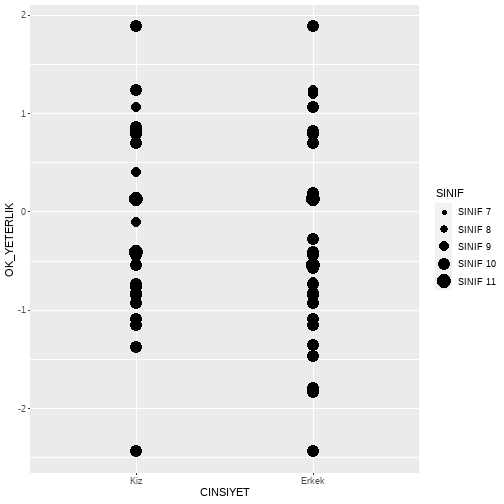 2
1
0
-1
-2
OK_YETERLIK
Kiz Erkek
CINSIYET
SINIF
SINIF 7
SINIF 8
SINIF 9
SINIF 10
SINIF 11